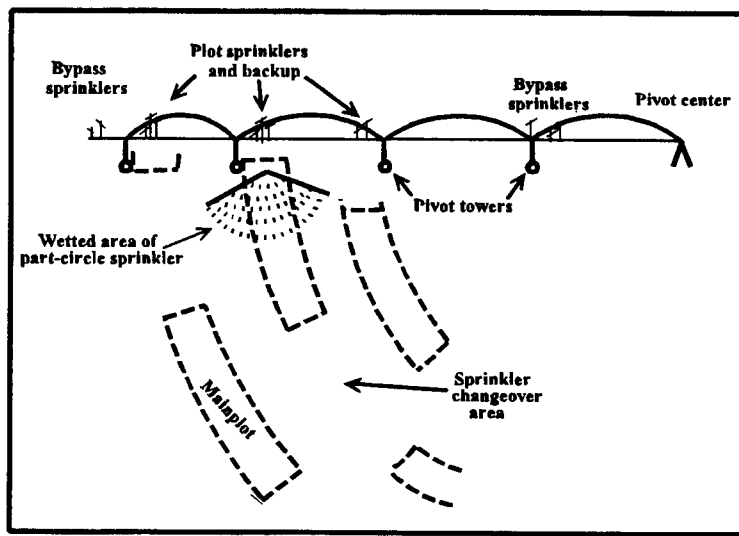 Plot sprinklers
and backup
Bypass
sprinklers
Bypass
sprinklers
Pivot center
Pivot towers
Wetted area of
part-circle sprinkler
Sprinkler
changeover
area
Mainplot